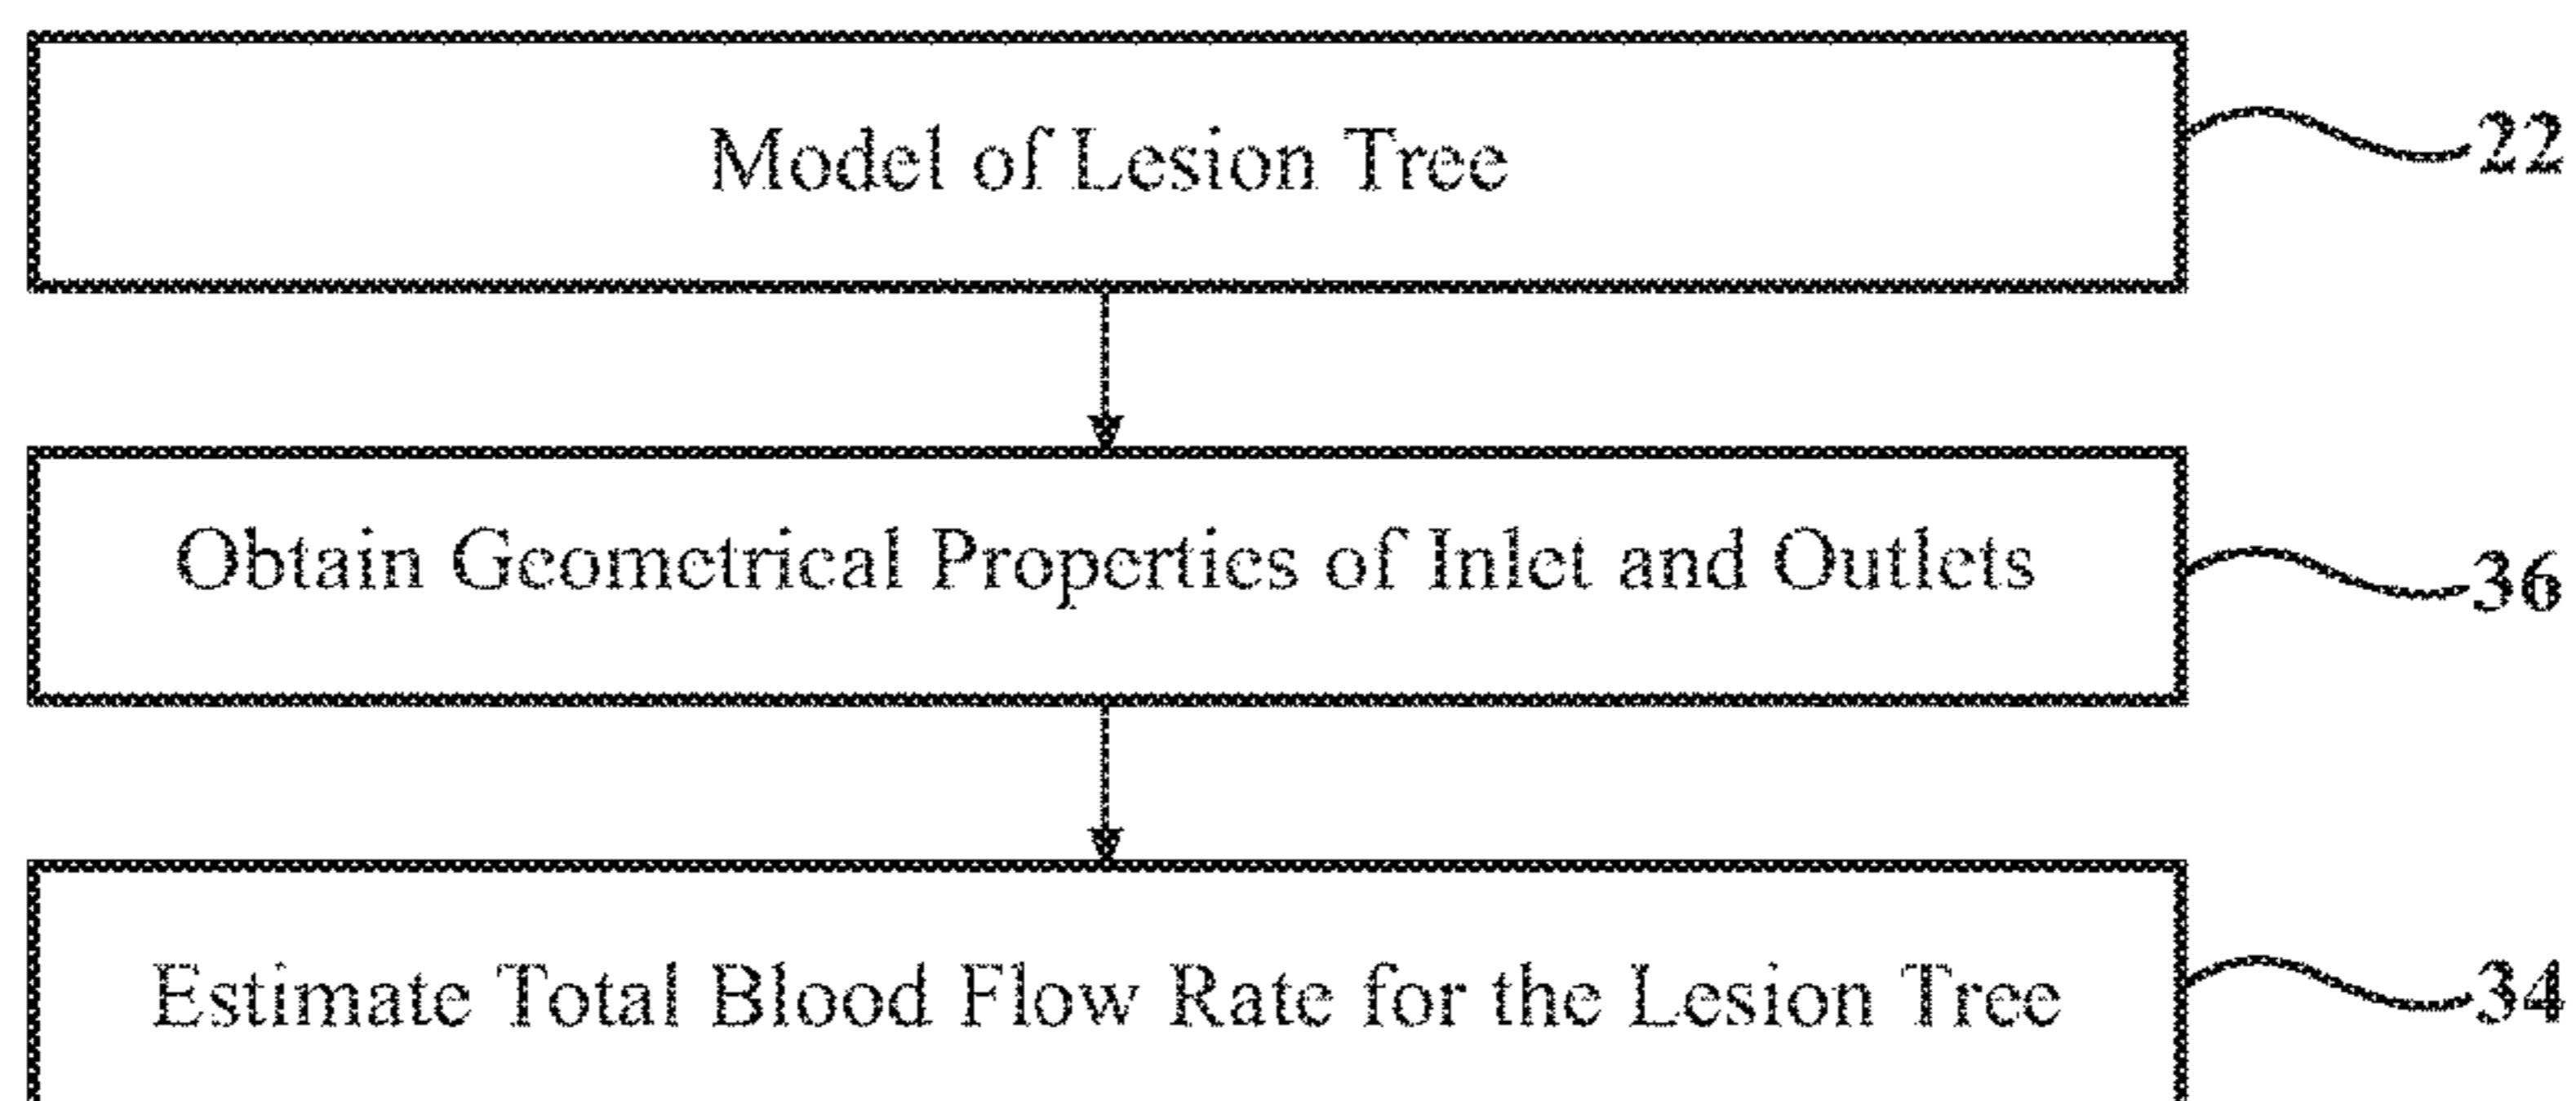 Model of Lesion Tree
22
Obtain Geometrical Properties of Inlet and Outlets
36
Estimate Total Blood Flow Rate for the Lesion Tree
34